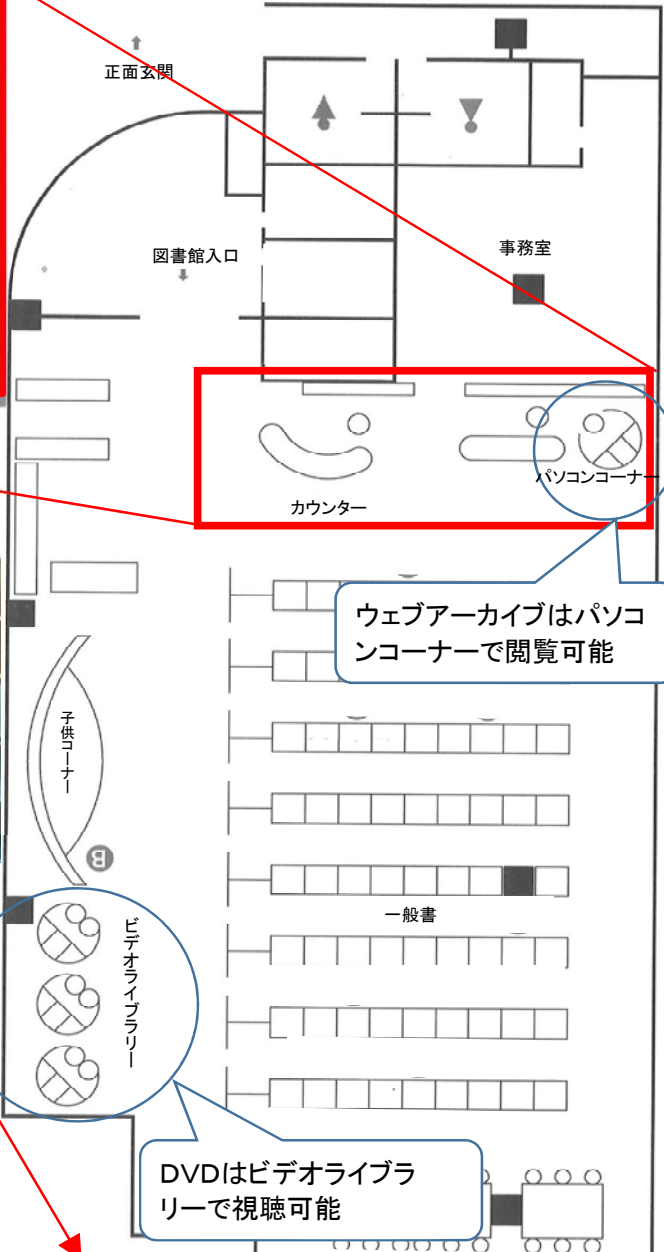 正面玄関
図書館入口
事務室
カウンター
パソコンコーナー
ウェブアーカイブはパソコ
ンコーナーで閲覧可能
子供コーナー
B
一般書
ビデオライブラリー
DVDはビデオライブラ
リーで視聴可能